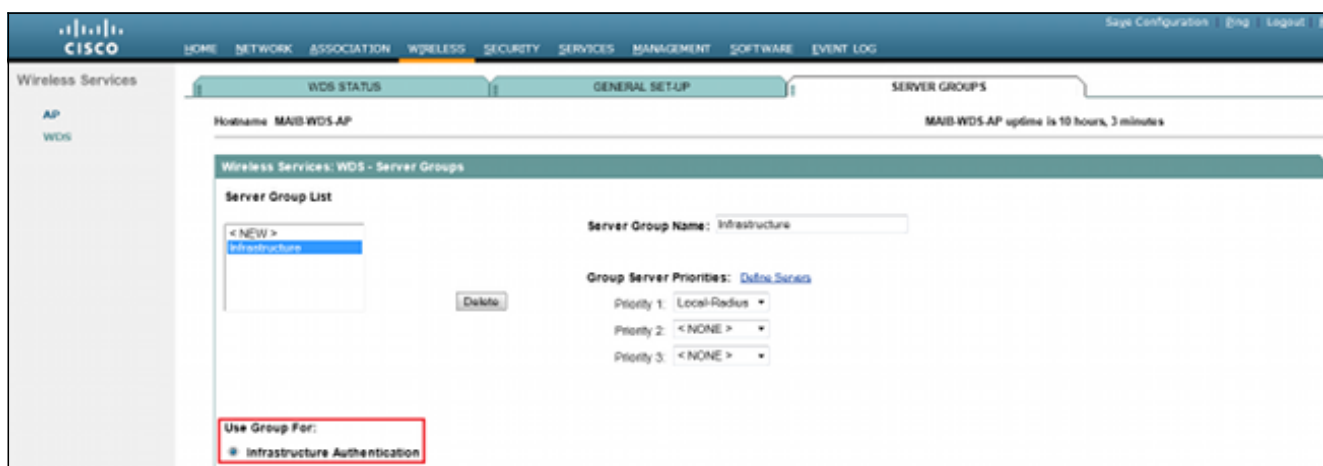 Save Configuration Ping Logout
CISCO
HOME NETWORK ASSOCIATION WIRELESS SECURITY SERVICES MANAGEMENT SOFTWARE EVENT LOG
Wireless Services
AP
WDS
WDS STATUS GENERAL SET-UP SERVER GROUPS
Hostname MAIB-WDS-AP MAIB-WDS-AP uptime is 10 hours, 3 minutes
Wireless Services: WDS - Server Groups
Server Group List
< NEW >
Infrastructure
Delete
Server Group Name: Infrastructure
Group Server Priorities: Define Servers
Priority 1: Local-Radius
Priority 2: < NONE >
Priority 3: < NONE >
Use Group For:
Infrastructure Authentication